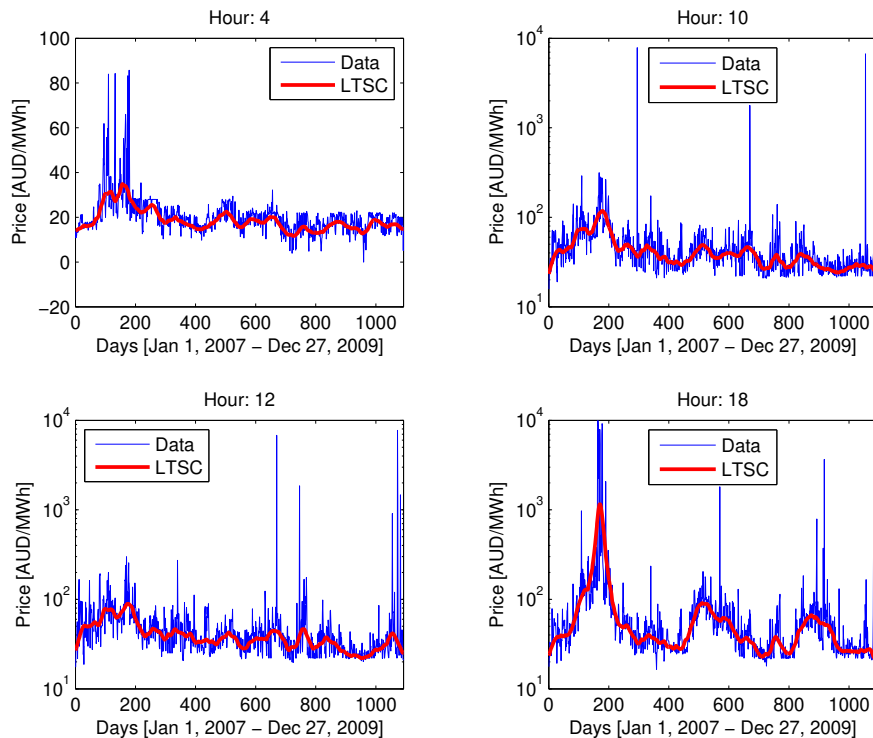 Hour: 4
100
80
60
40
20
0
−20
Price [AUD/MWh]
Data
LTSC
0 200 400 600 800 1000
Days [Jan 1, 2007 − Dec 27, 2009]
Hour: 10
10^4
10^3
10^2
10^1
Price [AUD/MWh]
Data
LTSC
0 200 400 600 800 1000
Days [Jan 1, 2007 − Dec 27, 2009]
Hour: 12
10^4
10^3
10^2
10^1
Price [AUD/MWh]
Data
LTSC
0 200 400 600 800 1000
Days [Jan 1, 2007 − Dec 27, 2009]
Hour: 18
10^4
10^3
10^2
10^1
Price [AUD/MWh]
Data
LTSC
0 200 400 600 800 1000
Days [Jan 1, 2007 − Dec 27, 2009]